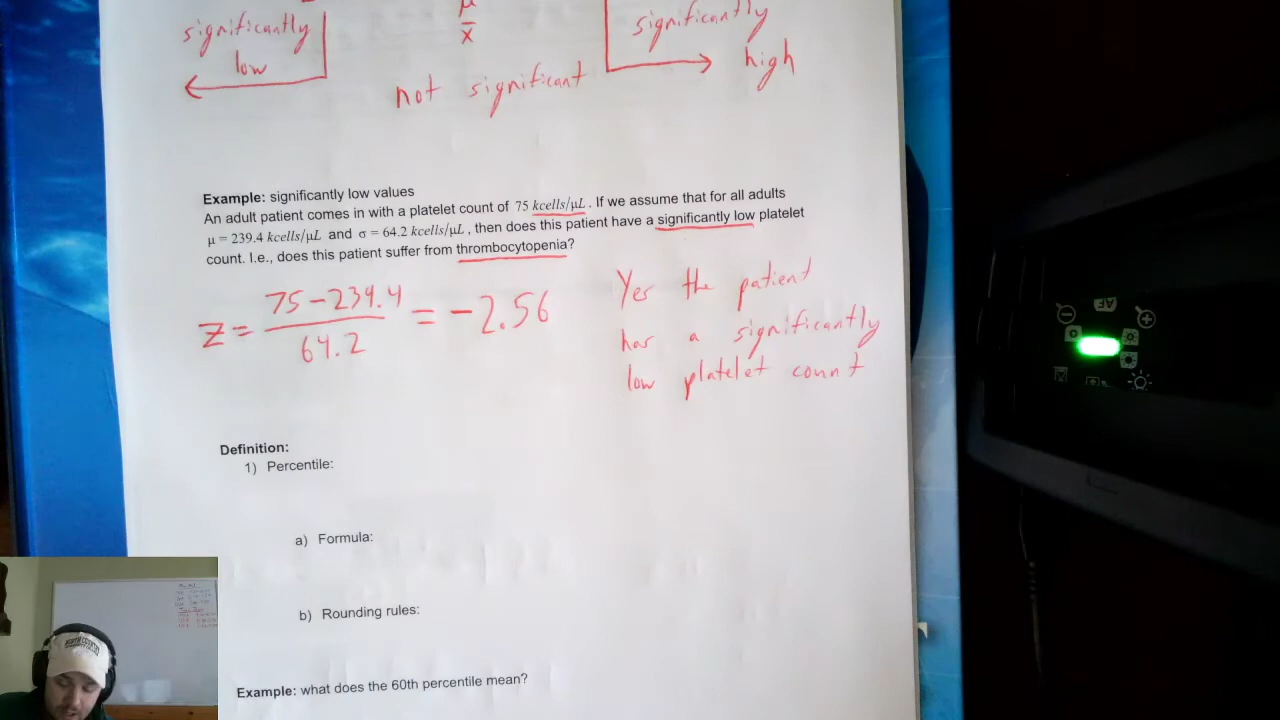 significantly
low
μ
x̄
not significant
significantly
high
Example: significantly low values
An adult patient comes in with a platelet count of 75 kcells/μL. If we assume that for all adults
μ = 239.4 kcells/μL and σ = 64.2 kcells/μL, then does this patient have a significantly low platelet
count. I.e., does this patient suffer from thrombocytopenia?
z = (75 - 239.4) / 64.2 = -2.56
Yes the patient
has a significantly
low platelet count
Definition:
1) Percentile:
a) Formula:
b) Rounding rules:
Example: what does the 60th percentile mean?
AF